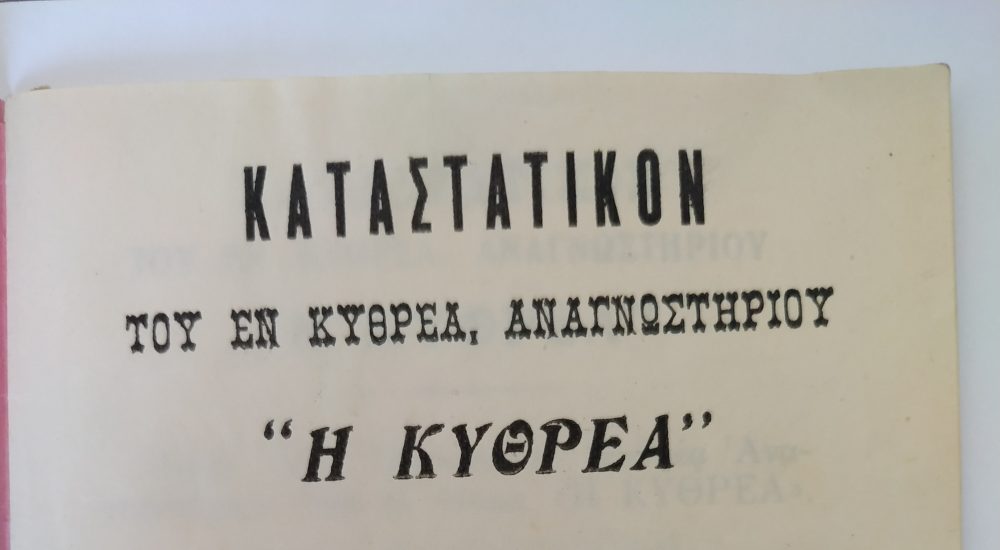 ΚΑΤΑΣΤΑΤΙΚΟΝ
ΤΟΥ ΕΝ ΚΥΘΡΕΑ, ΑΝΑΓΝΩΣΤΗΡΙΟΥ
“Η ΚΥΘΡΕΑ”